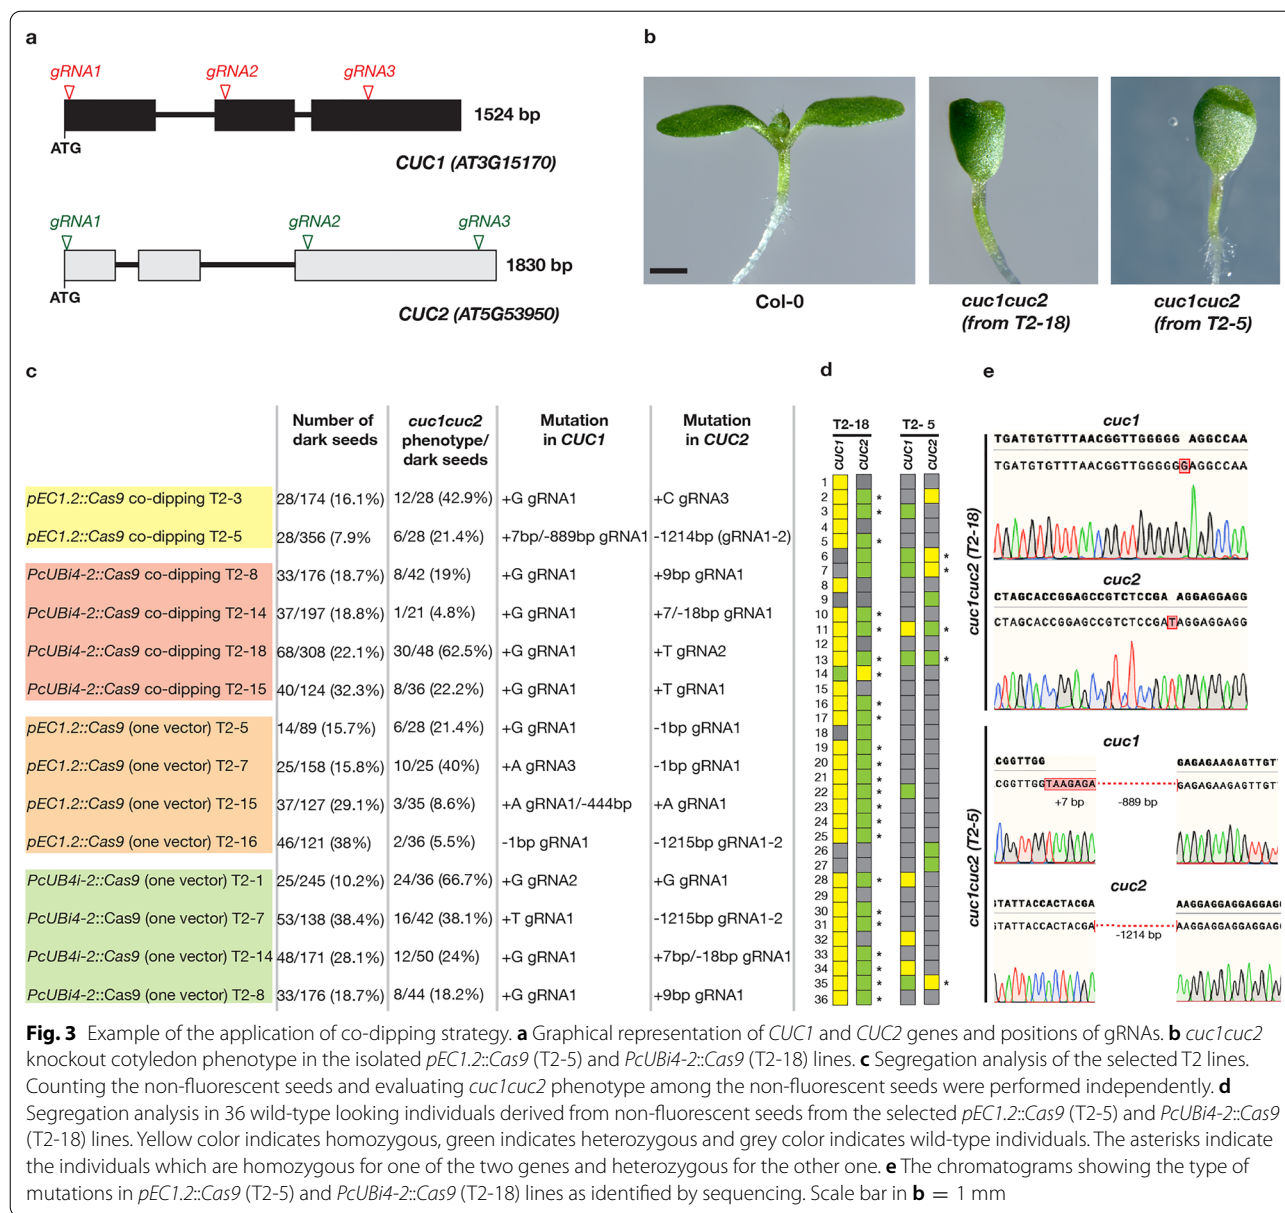 a
gRNA1 gRNA2 gRNA3
1524 bp
ATG
CUC1 (AT3G15170)
gRNA1 gRNA2 gRNA3
1830 bp
ATG
CUC2 (AT5G53950)
b
Col-0
cuc1cuc2
(from T2-18)
cuc1cuc2
(from T2-5)
c
Number of
dark seeds
cuc1cuc2
phenotype/
dark seeds
Mutation
in CUC1
Mutation
in CUC2
pEC1.2::Cas9 co-dipping T2-3 28/174 (16.1%) 12/28 (42.9%) +G gRNA1 +C gRNA3
pEC1.2::Cas9 co-dipping T2-5 28/356 (7.9% 6/28 (21.4%) +7bp/-889bp gRNA1 -1214bp (gRNA1-2)
PcUBi4-2::Cas9 co-dipping T2-8 33/176 (18.7%) 8/42 (19%) +G gRNA1 +9bp gRNA1
PcUBi4-2::Cas9 co-dipping T2-14 37/197 (18.8%) 1/21 (4.8%) +G gRNA1 +7/-18bp gRNA1
PcUBi4-2::Cas9 co-dipping T2-18 68/308 (22.1%) 30/48 (62.5%) +G gRNA1 +T gRNA2
PcUBi4-2::Cas9 co-dipping T2-15 40/124 (32.3%) 8/36 (22.2%) +G gRNA1 +T gRNA1
pEC1.2::Cas9 (one vector) T2-5 14/89 (15.7%) 6/28 (21.4%) +G gRNA1 -1bp gRNA1
pEC1.2::Cas9 (one vector) T2-7 25/158 (15.8%) 10/25 (40%) +A gRNA3 -1bp gRNA1
pEC1.2::Cas9 (one vector) T2-15 37/127 (29.1%) 3/35 (8.6%) +A gRNA1/-444bp +A gRNA1
pEC1.2::Cas9 (one vector) T2-16 46/121 (38%) 2/36 (5.5%) -1bp gRNA1 -1215bp gRNA1-2
PcUB4i-2::Cas9 (one vector) T2-1 25/245 (10.2%) 24/36 (66.7%) +G gRNA2 +G gRNA1
PcUBi4-2::Cas9 (one vector) T2-7 53/138 (38.4%) 16/42 (38.1%) +T gRNA1 -1215bp gRNA1-2
PcUB4i-2::Cas9 (one vector) T2-14 48/171 (28.1%) 12/50 (24%) +G gRNA1 +7bp/-18bp gRNA1
PcUBi4-2::Cas9 (one vector) T2-8 33/176 (18.7%) 8/44 (18.2%) +G gRNA1 +9bp gRNA1
d
T2-18 T2- 5
CUC1 CUC2 CUC1 CUC2
1
2 *
3 *
4
5 *
6 *
7 *
8
9
10 *
11 * *
12
13 * *
14 *
15
16 *
17 *
18
19 *
20 *
21 *
22 *
23 *
24 *
25 *
26
27
28 *
29
30 *
31 *
32
33 *
34 *
35 * *
36 *
e
cuc1cuc2 (T2-18)
cuc1
TGATGTGTTTAACGGTTGGGGG AGGCCAA
TGATGTGTTTAACGGTTGGGGGGAGGCCAA
cuc2
CTAGCACCGGAGCCGTCTCCGA AGGAGGAGG
CTAGCACCGGAGCCGTCTCCGATAGGAGGAGG
cuc1cuc2 (T2-5)
cuc1
CGGTTGG GAGAGAAGAGTTGT
CGGTTGGTAAGAGA GAGAGAAGAGTTGT
+7 bp -889 bp
cuc2
GTATTACCACTACGA AAGGAGGAGGAGGAGC
GTATTACCACTACGA AAGGAGGAGGAGGAGC
-1214 bp
Fig. 3 Example of the application of co-dipping strategy. a Graphical representation of CUC1 and CUC2 genes and positions of gRNAs. b cuc1cuc2
knockout cotyledon phenotype in the isolated pEC1.2::Cas9 (T2-5) and PcUBi4-2::Cas9 (T2-18) lines. c Segregation analysis of the selected T2 lines.
Counting the non-fluorescent seeds and evaluating cuc1cuc2 phenotype among the non-fluorescent seeds were performed independently. d
Segregation analysis in 36 wild-type looking individuals derived from non-fluorescent seeds from the selected pEC1.2::Cas9 (T2-5) and PcUBi4-2::Cas9
(T2-18) lines. Yellow color indicates homozygous, green indicates heterozygous and grey color indicates wild-type individuals. The asterisks indicate
the individuals which are homozygous for one of the two genes and heterozygous for the other one. e The chromatograms showing the type of
mutations in pEC1.2::Cas9 (T2-5) and PcUBi4-2::Cas9 (T2-18) lines as identified by sequencing. Scale bar in b = 1 mm